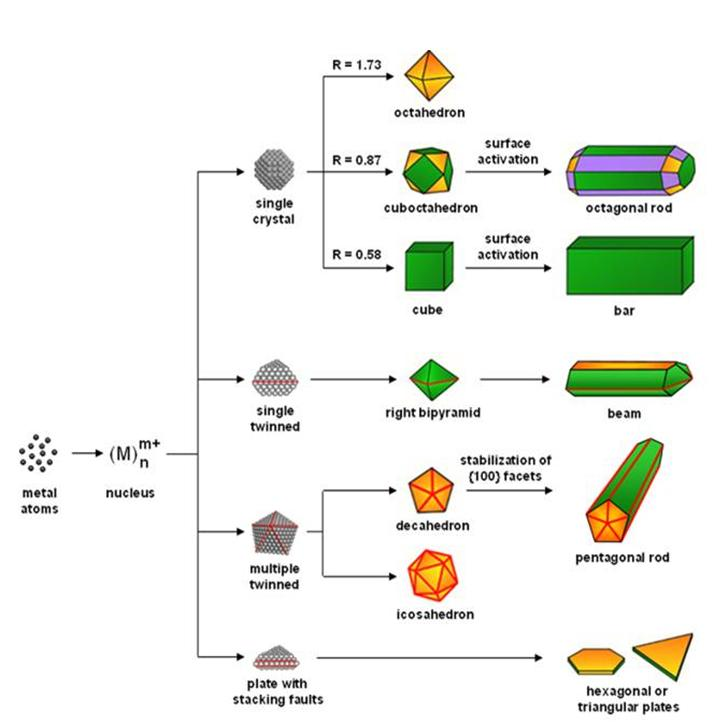 R = 1.73
octahedron
single
crystal
R = 0.87
cuboctahedron
surface
activation
octagonal rod
R = 0.58
cube
surface
activation
bar
single
twinned
right bipyramid
beam
metal
atoms
(M)n m+
nucleus
multiple
twinned
decahedron
stabilization of
{100} facets
pentagonal rod
icosahedron
plate with
stacking faults
hexagonal or
triangular plates